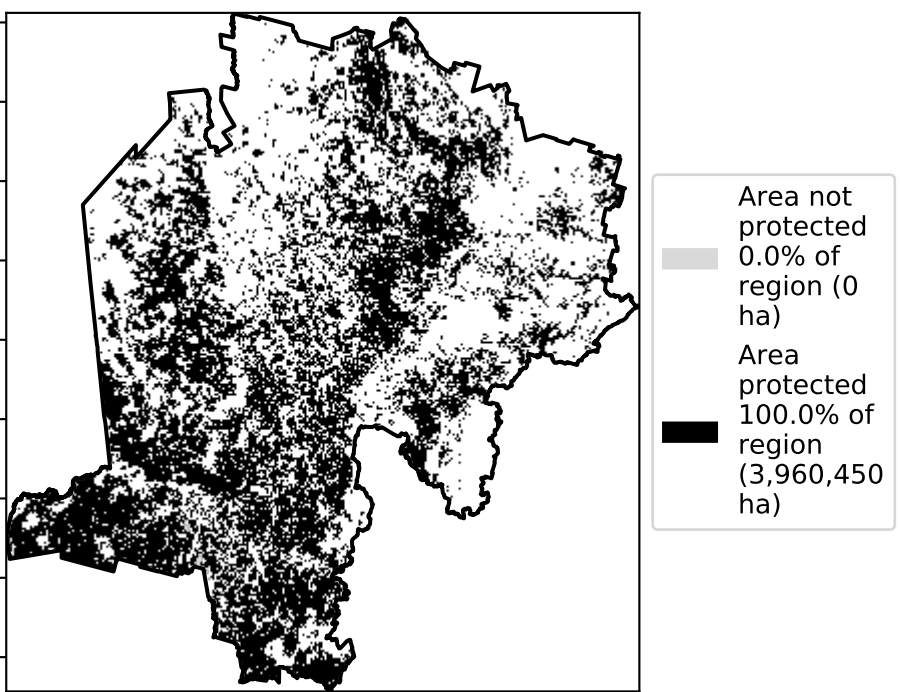 Area not
protected
0.0% of
region (0
ha)
Area
protected
100.0% of
region
(3,960,450
ha)